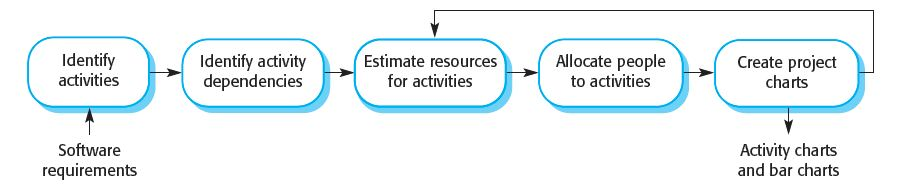 Identify
activities
Identify activity
dependencies
Estimate resources
for activities
Allocate people
to activities
Create project
charts
Software
requirements
Activity charts
and bar charts